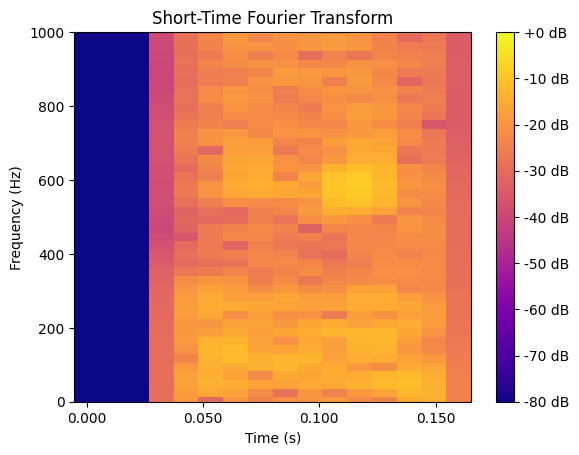 Short-Time Fourier Transform
1000
800
600
400
200
0
Frequency (Hz)
0.000
0.050
0.100
0.150
Time (s)
+0 dB
-10 dB
-20 dB
-30 dB
-40 dB
-50 dB
-60 dB
-70 dB
-80 dB